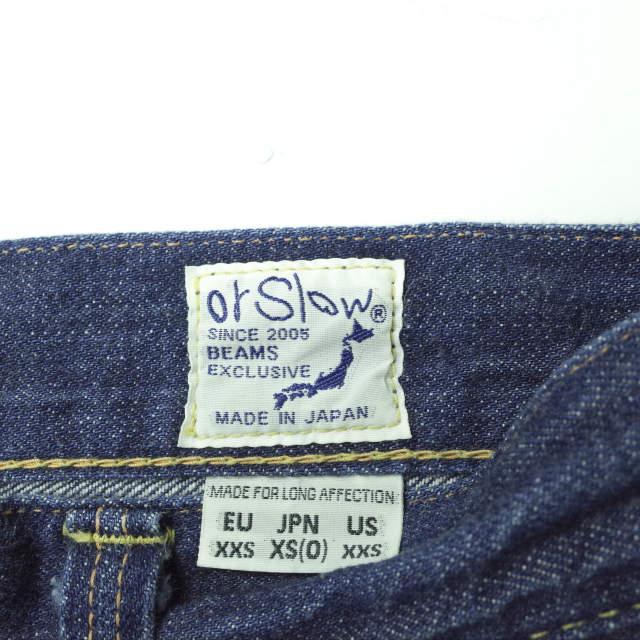 orSlow®
SINCE 2005
BEAMS
EXCLUSIVE
MADE IN JAPAN
MADE FOR LONG AFFECTION
EU JPN US
XXS XS(0) XXS